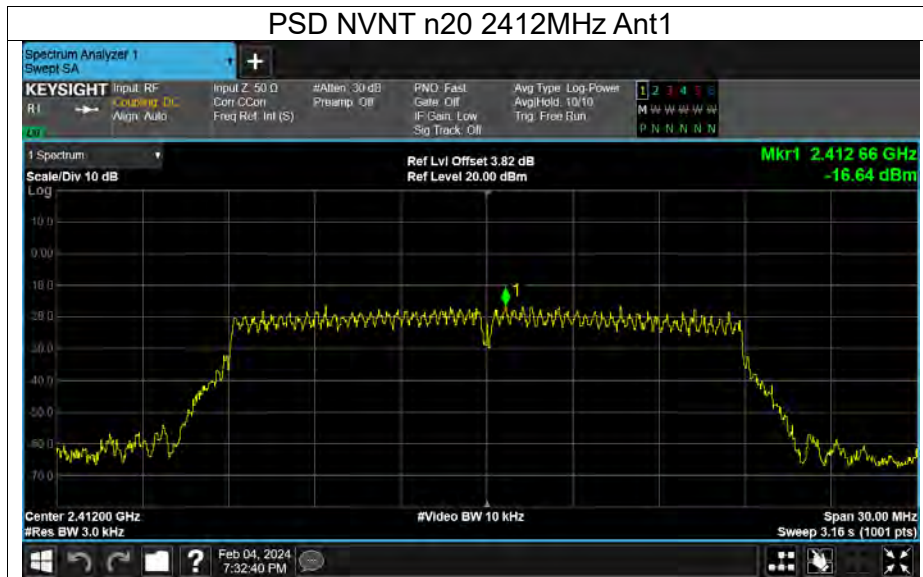 PSD NVNT n20 2412MHz Ant1
Spectrum Analyzer 1
Swept SA
KEYSIGHT Input: RF Input Z: 50 Ω #Atten: 30 dB PNO: Fast Avg Type: Log-Power 1 2 3 4 5 6
Coupling: DC Corr CCorr Preamp: Off Gate: Off Avg|Hold: 10/10 M W W W W W
Align: Auto Freq Ref: Int (S) IF Gain: Low Trig: Free Run
Sig Track: Off P N N N N N
1 Spectrum Ref Lvl Offset 3.82 dB Mkr1 2.412 66 GHz
Scale/Div 10 dB Ref Level 20.00 dBm -16.64 dBm
Log
10.0
0.00
-10.0
-20.0
-30.0
-40.0
-50.0
-60.0
-70.0
1
Center 2.41200 GHz #Video BW 10 kHz Span 30.00 MHz
#Res BW 3.0 kHz Sweep 3.16 s (1001 pts)
? Feb 04, 2024
7:32:40 PM